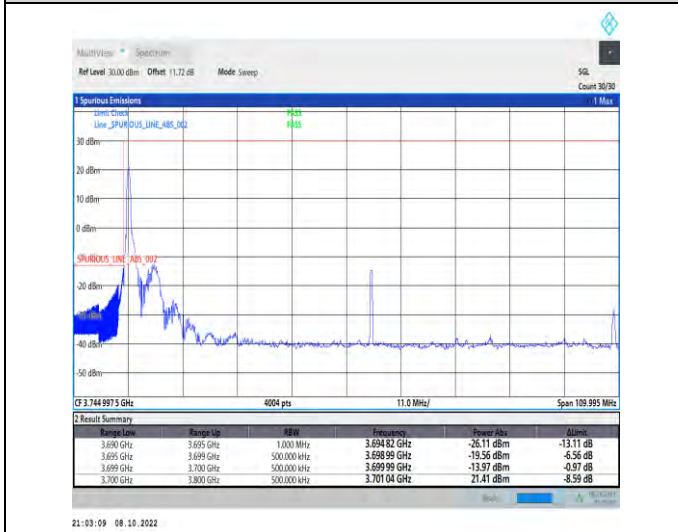 MultiView Spectrum
Ref Level 30.00 dBm Offset 11.72 dB Mode Sweep SGL
Count 30/30
1 Spurious Emissions 1 Max
Limit Check PASS
Line _SPURIOUS_LINE_ABS_002 PASS
30 dBm
20 dBm
10 dBm
0 dBm
_SPURIOUS_LINE_ABS_002
-20 dBm
-40 dBm
-50 dBm
CF 3.744 997 5 GHz 4004 pts 11.0 MHz/ Span 109.995 MHz
2 Result Summary
Range Low Range Up RBW Frequency Power Abs ΔLimit
3.690 GHz 3.695 GHz 1.000 MHz 3.694 82 GHz -26.11 dBm -13.11 dB
3.695 GHz 3.699 GHz 500.000 kHz 3.698 99 GHz -19.56 dBm -6.56 dB
3.699 GHz 3.700 GHz 500.000 kHz 3.699 99 GHz -13.97 dBm -0.97 dB
3.700 GHz 3.800 GHz 500.000 kHz 3.701 04 GHz 21.41 dBm -8.59 dB
21:03:09 08.10.2022